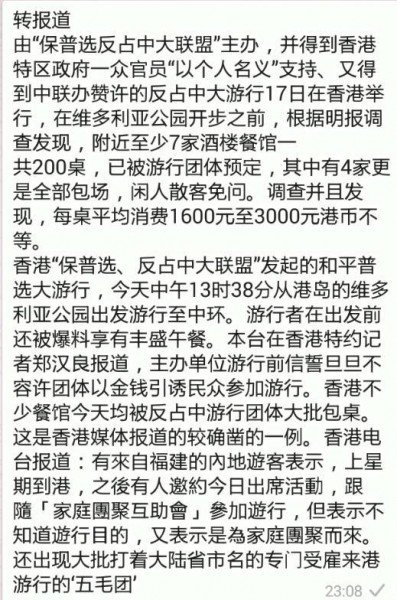 转报道
由“保普选反占中大联盟”主办，并得到香港
特区政府一众官员“以个人名义”支持、又得
到中联办赞许的反占中大游行17日在香港举
行，在维多利亚公园开步之前，根据明报调
查发现，附近至少7家酒楼餐馆一
共200桌，已被游行团体预定，其中有4家更
是全部包场，闲人散客免问。调查并且发
现，每桌平均消费1600元至3000元港币不
等。
香港“保普选、反占中大联盟”发起的和平普
选大游行，今天中午13时38分从港岛的维多
利亚公园出发游行至中环。游行者在出发前
还被爆料享有丰盛午餐。本台在香港特约记
者郑汉良报道，主办单位游行前信誓旦旦不
容许团体以金钱引诱民众参加游行。香港不
少餐馆今天均被反占中游行团体大批包桌。
这是香港媒体报道的较确凿的一例。香港电
台报道：有來自福建的內地遊客表示，上星
期到港，之後有人邀約今日出席活動，跟
隨「家庭團聚互助會」參加遊行，但表示不
知道遊行目的，又表示是為家庭團聚而來。
还出现大批打着大陆省市名的专门受雇来港
游行的‘五毛团’
23:08